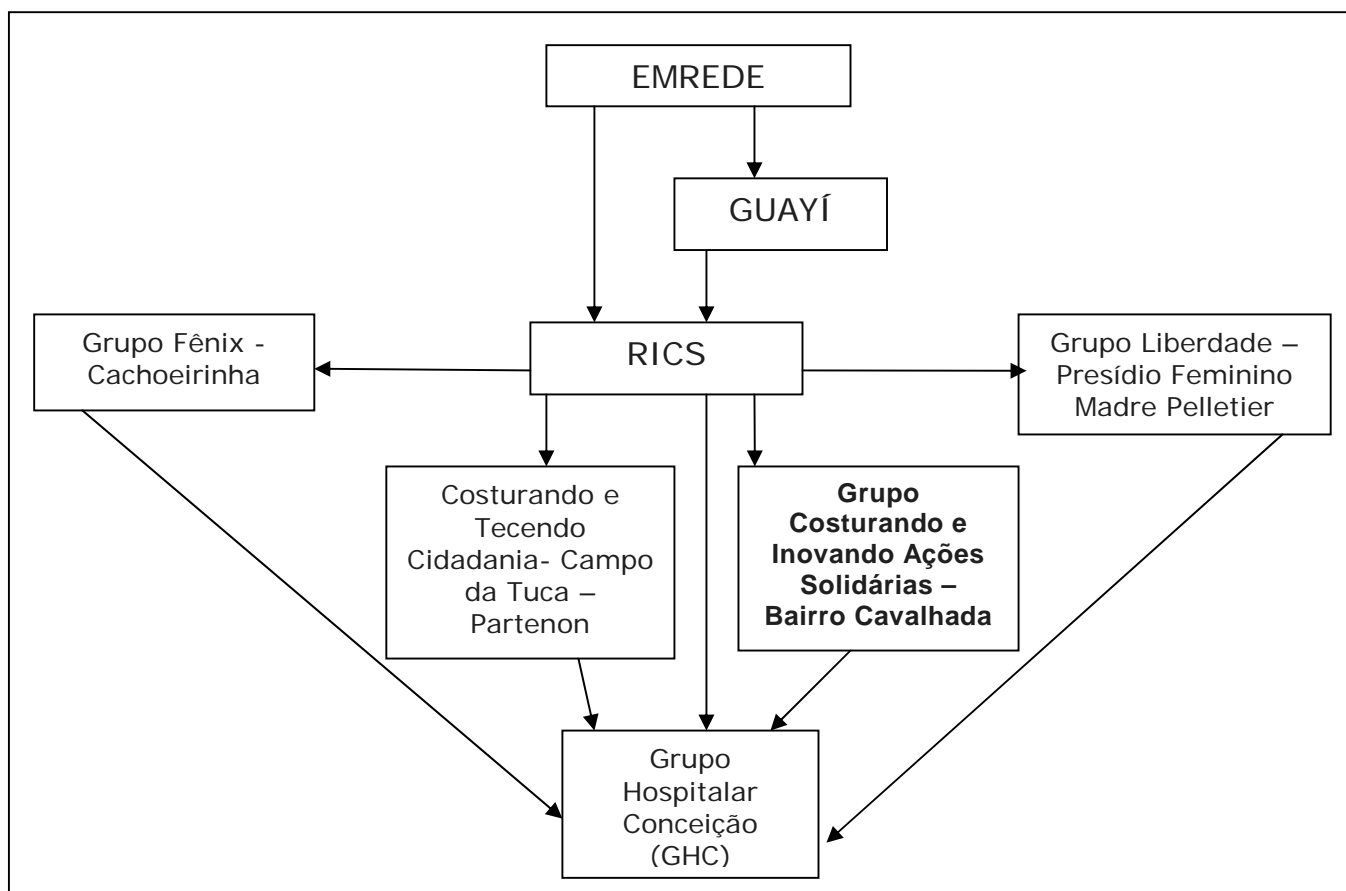 EMREDE
GUAYÍ
Grupo Fênix -
Cachoeirinha
RICS
Grupo Liberdade –
Presídio Feminino
Madre Pelletier
Costurando e
Tecendo
Cidadania- Campo
da Tuca –
Partenon
Grupo
Costurando e
Inovando Ações
Solidárias –
Bairro Cavalhada
Grupo
Hospitalar
Conceição
(GHC)